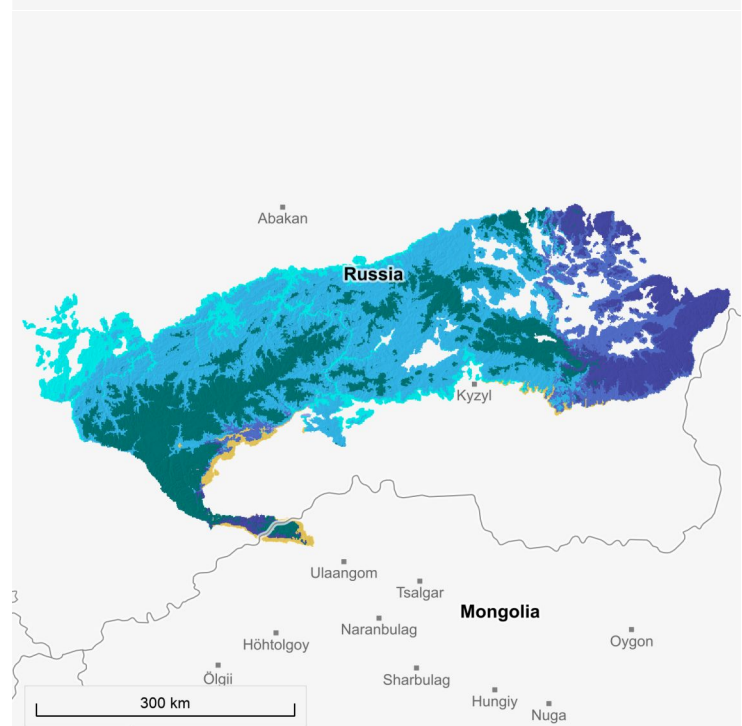 Abakan
Russia
Kyzyl
Ulaangom
Tsalgar
Mongolia
Naranbulag
Höhtolgoy
Oygon
Ölgii
Sharbulag
Hungiy
Nuga
300 km